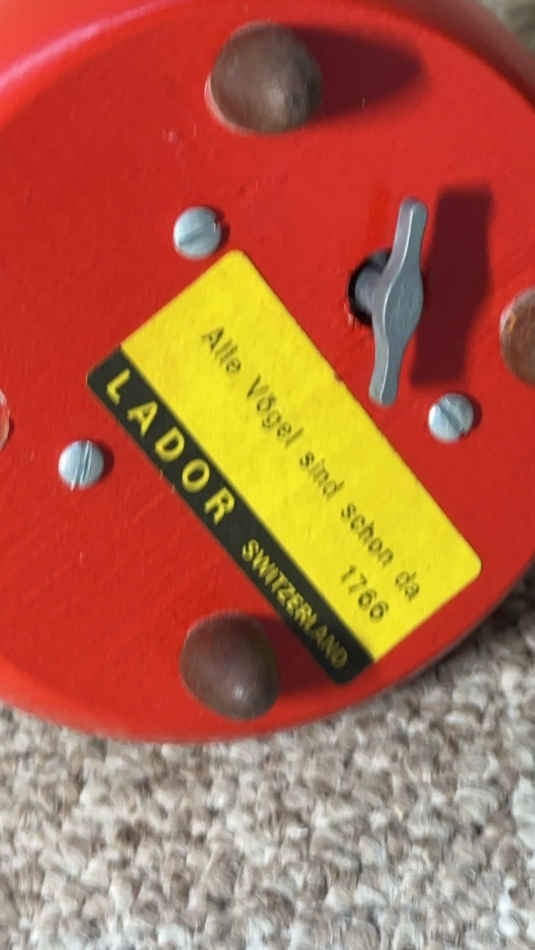 Alle Vögel sind schon da
1766
LADOR SWITZERLAND